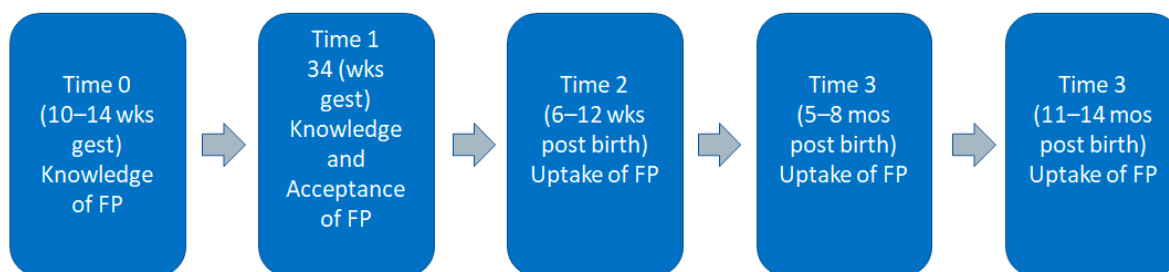 Time 0
(10–14 wks
gest)
Knowledge
of FP
Time 1
34 (wks
gest)
Knowledge
and
Acceptance
of FP
Time 2
(6–12 wks
post birth)
Uptake of FP
Time 3
(5–8 mos
post birth)
Uptake of FP
Time 3
(11–14 mos
post birth)
Uptake of FP